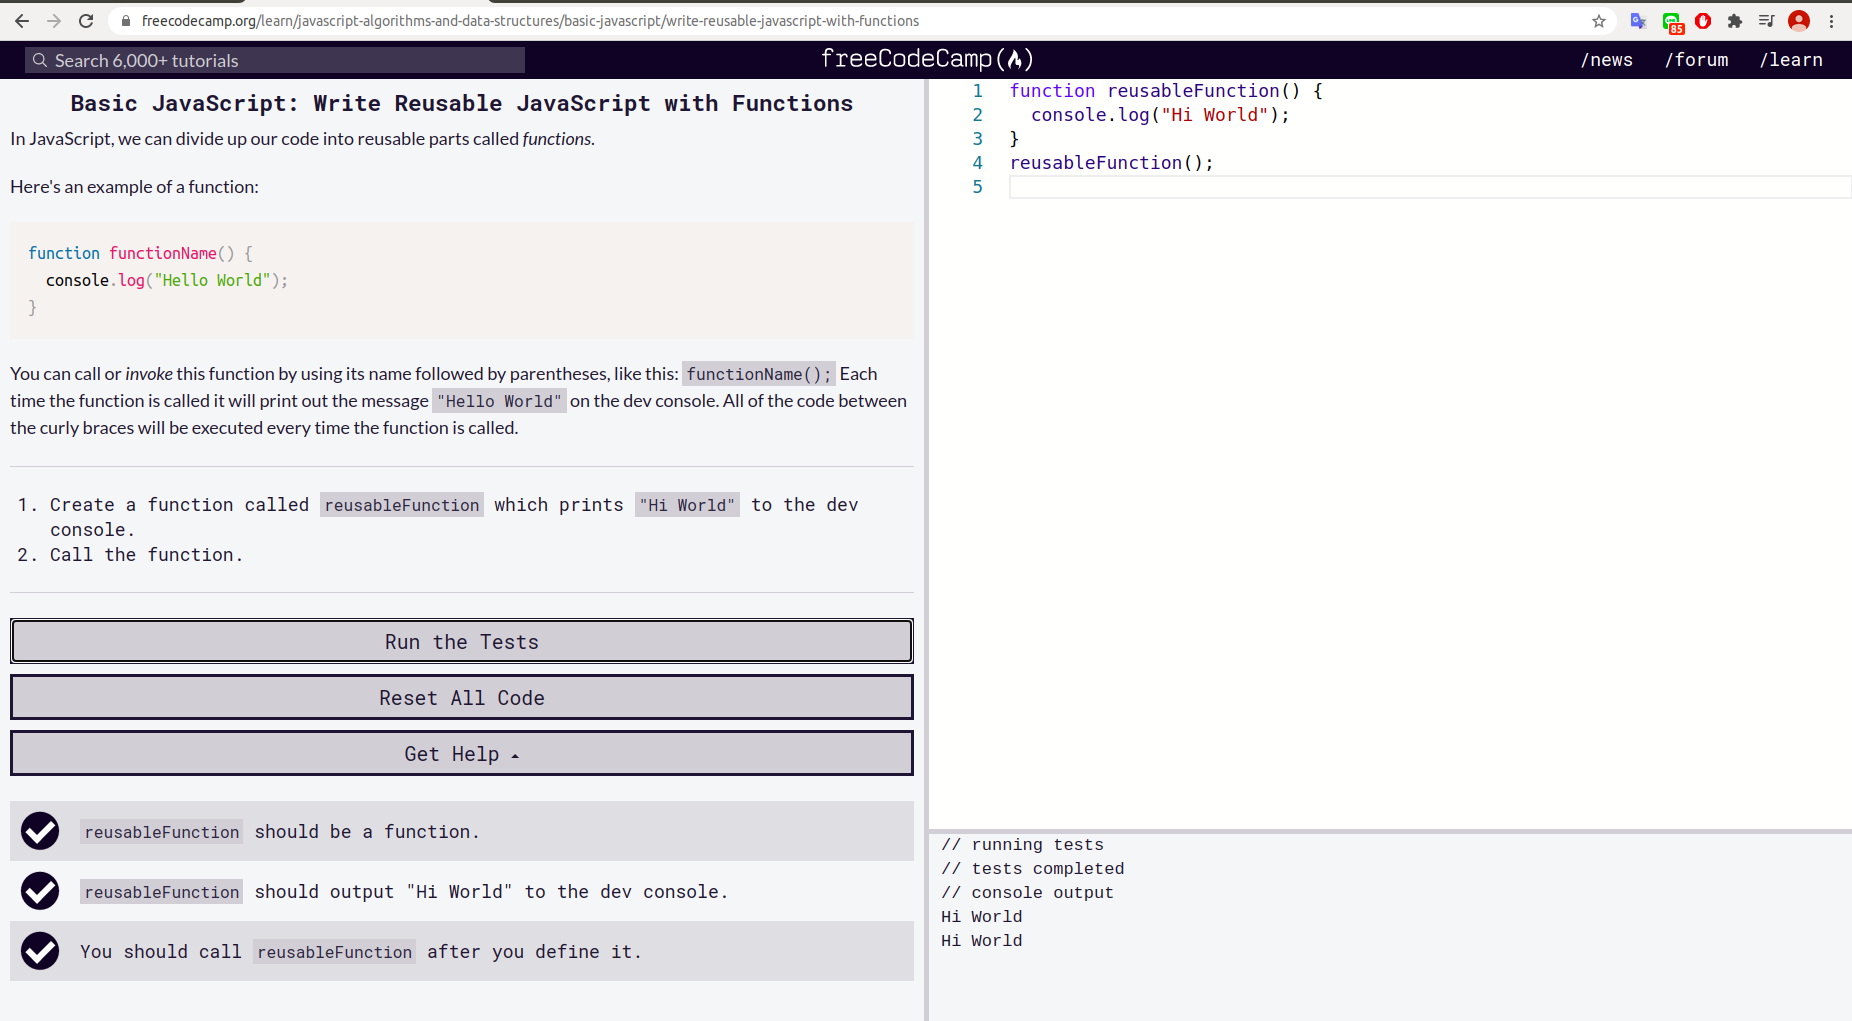 freecodecamp.org/learn/javascript-algorithms-and-data-structures/basic-javascript/write-reusable-javascript-with-functions
85
Search 6,000+ tutorials
freeCodeCamp
/news
/forum
/learn
Basic JavaScript: Write Reusable JavaScript with Functions
In JavaScript, we can divide up our code into reusable parts called functions.
Here's an example of a function:
function functionName() {
console.log("Hello World");
}
You can call or invoke this function by using its name followed by parentheses, like this: functionName(); Each
time the function is called it will print out the message "Hello World" on the dev console. All of the code between
the curly braces will be executed every time the function is called.
1. Create a function called reusableFunction which prints "Hi World" to the dev
console.
2. Call the function.
Run the Tests
Reset All Code
Get Help
reusableFunction should be a function.
reusableFunction should output "Hi World" to the dev console.
You should call reusableFunction after you define it.
1 function reusableFunction() {
2 console.log("Hi World");
3 }
4 reusableFunction();
5
// running tests
// tests completed
// console output
Hi World
Hi World